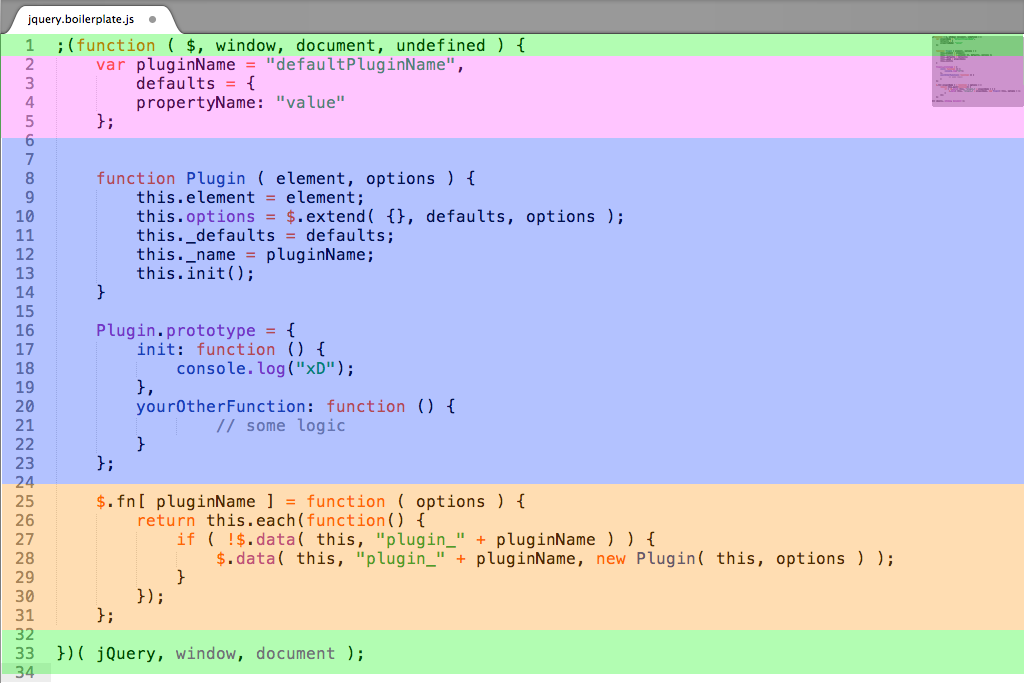 jquery.boilerplate.js
1 ;(function ( $, window, document, undefined ) {
2     var pluginName = "defaultPluginName",
3         defaults = {
4         propertyName: "value"
5     };
6
7
8     function Plugin ( element, options ) {
9         this.element = element;
10         this.options = $.extend( {}, defaults, options );
11         this._defaults = defaults;
12         this._name = pluginName;
13         this.init();
14     }
15
16     Plugin.prototype = {
17         init: function () {
18             console.log("xD");
19         },
20         yourOtherFunction: function () {
21                 // some logic
22         }
23     };
24
25     $.fn[ pluginName ] = function ( options ) {
26         return this.each(function() {
27             if ( !$.data( this, "plugin_" + pluginName ) ) {
28                 $.data( this, "plugin_" + pluginName, new Plugin( this, options ) );
29             }
30         });
31     };
32
33 })( jQuery, window, document );
34